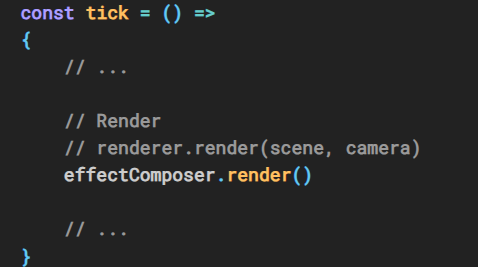 const tick = () =>
{
    // ...
    // Render
    // renderer.render(scene, camera)
    effectComposer.render()
    // ...
}